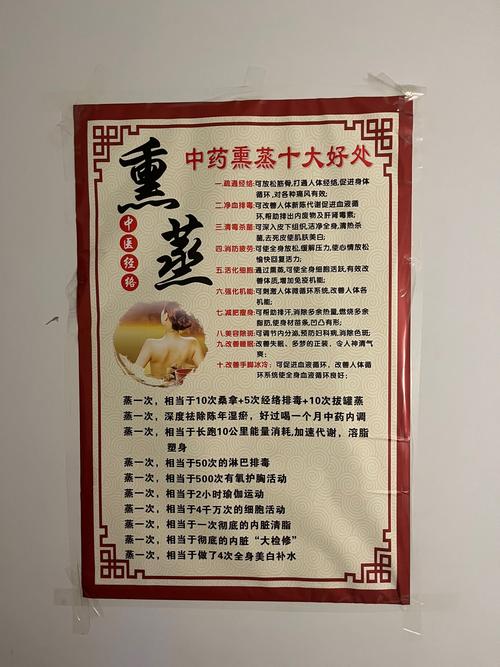 熏蒸
中医经络
中药熏蒸十大好处
一.疏通经络:可放松筋骨,打通人体经络,促进身体
循环,对各种痛风有效;
二.净血排毒:可改善人体新陈代谢促进血液循
环,帮助排出内废物及肝肾毒素;
三.清毒杀菌:可深入皮下组织,洁净全身,清热杀
菌,去死皮使肌肤美白;
四.消防疲劳:可使全身放松,缓解压力,使心情放松
愉快回复活力;
五.活化细胞:通过熏蒸,可使全身细胞活跃,有效改
善体质,增加免疫机能;
六.强化机能:可刺激人体微循环系统,改善人体各
机能;
七.减肥瘦身:可帮助排汗,消除多余热量,燃烧多余
脂肪,使身材苗条,凹凸有形;
八.美容除斑:可调节内分泌,预防妇科病,消除色斑;
九.改善睡眠:改善失眠、多梦的正装、令人神清气
爽;
十.改善手脚冰冷:可促进血液循环、改善人体循
环系统使全身血液循环良好;
蒸一次，相当于10次桑拿+5次经络排毒+10次拔罐蒸
蒸一次，深度祛除陈年湿瘀，好过喝一个月中药内调
蒸一次，相当于长跑10公里能量消耗,加速代谢，溶脂
塑身
蒸一次，相当于50次的淋巴排毒
蒸一次，相当于500次有氧护胸活动
蒸一次，相当于2小时瑜伽运动
蒸一次，相当于4千万次的细胞活动
蒸一次，相当于一次彻底的内脏清脂
蒸一次，相当于彻底的内脏“大检修”
蒸一次，相当于做了4次全身美白补水